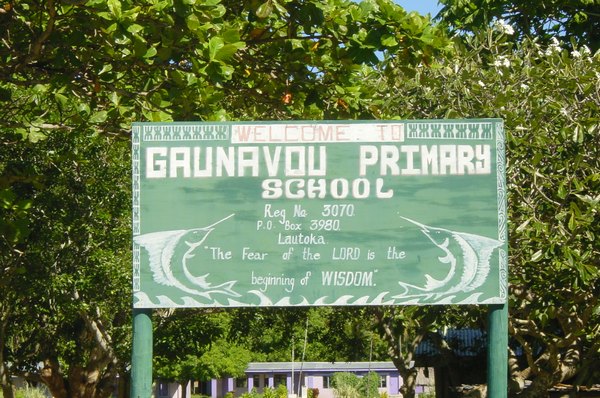 WELCOME TO
GAUNAVOU PRIMARY
SCHOOL
Reg No 3070.
P.O. Box 3980.
Lautoka
"The Fear of the LORD is the
beginning of WISDOM."